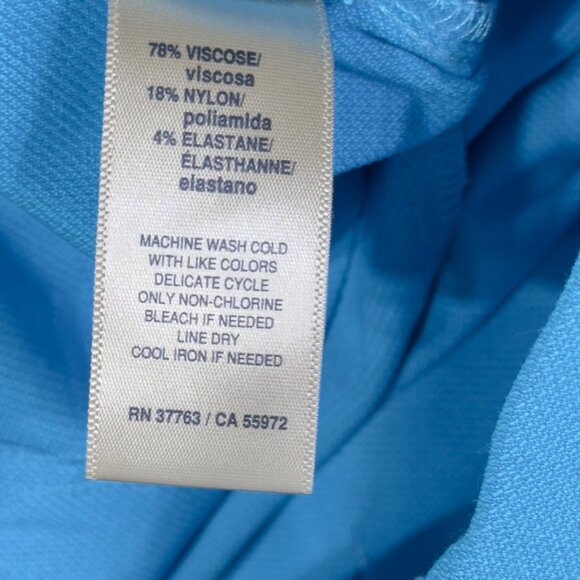 78% VISCOSE/
viscosa
18% NYLON/
poliamida
4% ELASTANE/
ÉLASTHANNE/
elastano
MACHINE WASH COLD
WITH LIKE COLORS
DELICATE CYCLE
ONLY NON-CHLORINE
BLEACH IF NEEDED
LINE DRY
COOL IRON IF NEEDED
RN 37763 / CA 55972